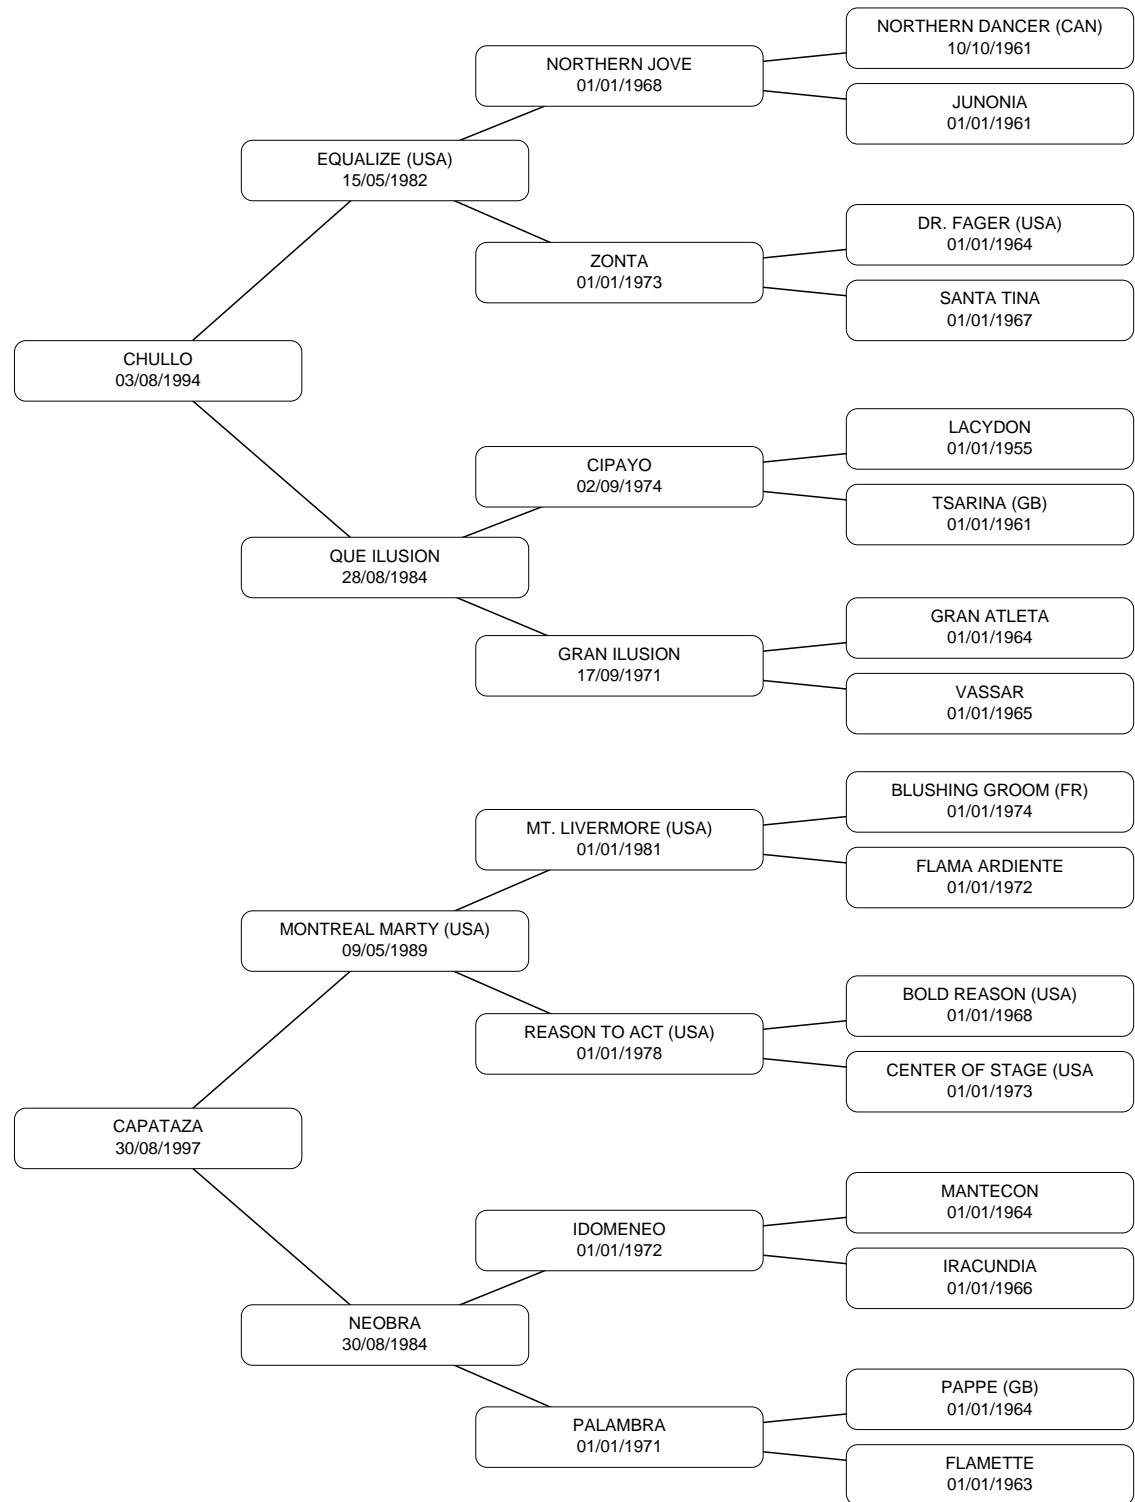 NORTHERN DANCER (CAN)
10/10/1961
NORTHERN JOVE
01/01/1968
JUNONIA
01/01/1961
EQUALIZE (USA)
15/05/1982
DR. FAGER (USA)
01/01/1964
ZONTA
01/01/1973
SANTA TINA
01/01/1967
CHULLO
03/08/1994
LACYDON
01/01/1955
CIPAYO
02/09/1974
TSARINA (GB)
01/01/1961
QUE ILUSION
28/08/1984
GRAN ATLETA
01/01/1964
GRAN ILUSION
17/09/1971
VASSAR
01/01/1965
BLUSHING GROOM (FR)
01/01/1974
MT. LIVERMORE (USA)
01/01/1981
FLAMA ARDIENTE
01/01/1972
MONTREAL MARTY (USA)
09/05/1989
BOLD REASON (USA)
01/01/1968
REASON TO ACT (USA)
01/01/1978
CENTER OF STAGE (USA
01/01/1973
CAPATAZA
30/08/1997
MANTECON
01/01/1964
IDOMENEO
01/01/1972
IRACUNDIA
01/01/1966
NEOBRA
30/08/1984
PAPPE (GB)
01/01/1964
PALAMBRA
01/01/1971
FLAMETTE
01/01/1963